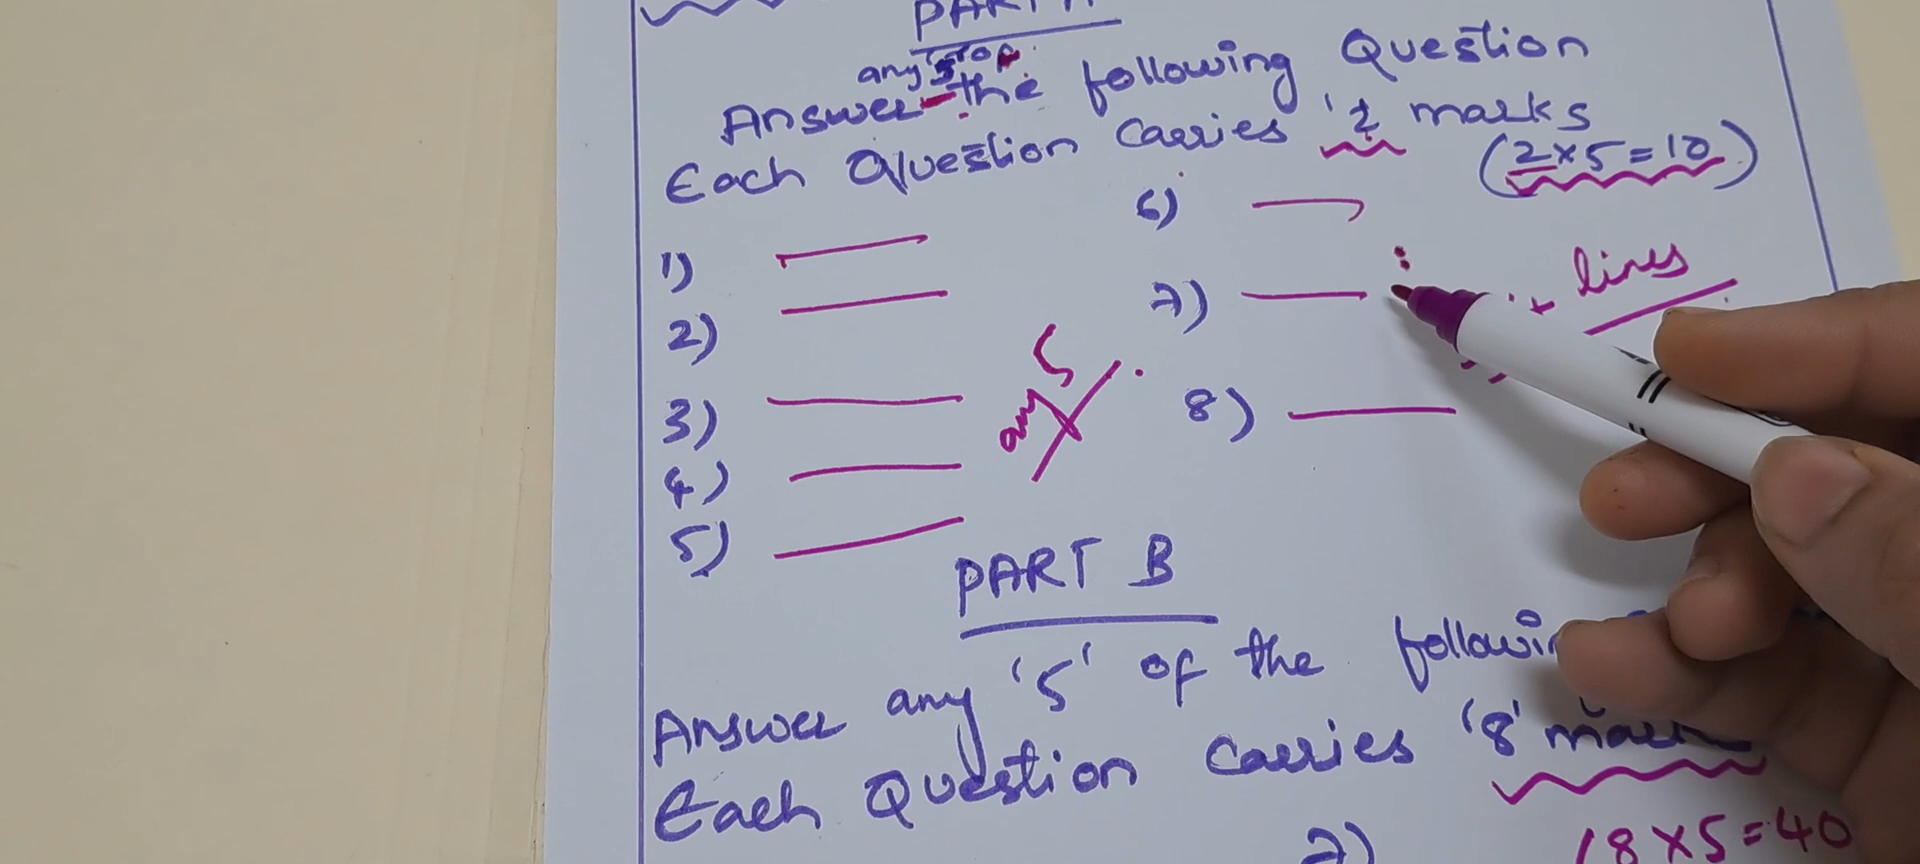 PART A
any '5' of
Answer the following Question
Each Question Carries '2' marks
(2×5=10)
1)
2)
3)
4)
5)
any 5
6)
7)
8)
lines
PART B
Answer any '5' of the
Each Question Carries '8'
(8×5=40
7)